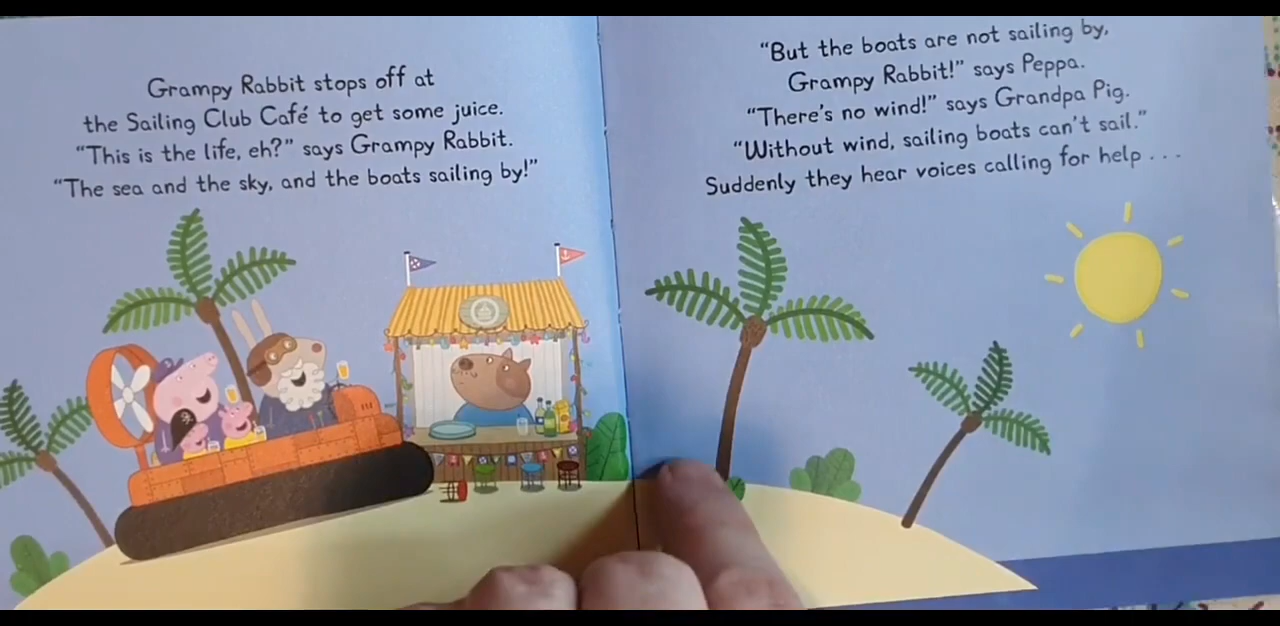 Grampy Rabbit stops off at
the Sailing Club Café to get some juice.
“This is the life, eh?” says Grampy Rabbit.
“The sea and the sky, and the boats sailing by!”
“But the boats are not sailing by,
Grampy Rabbit!” says Peppa.
“There’s no wind!” says Grandpa Pig.
“Without wind, sailing boats can’t sail.”
Suddenly they hear voices calling for help . . .